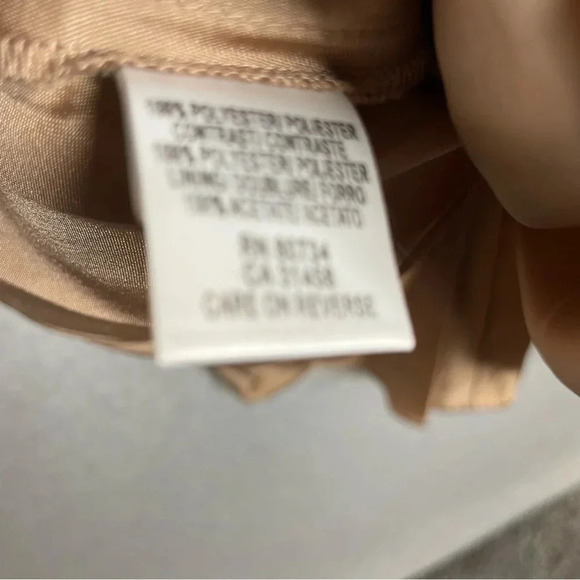 100% POLYESTER/ POLIESTER
CONTRAST/ CONTRASTE
100% POLYESTER/ POLIESTER
LINING/ DOUBLURE/ FORRO
100% ACETATE/ ACETATO
RN 80734
CA 31458
CARE ON REVERSE